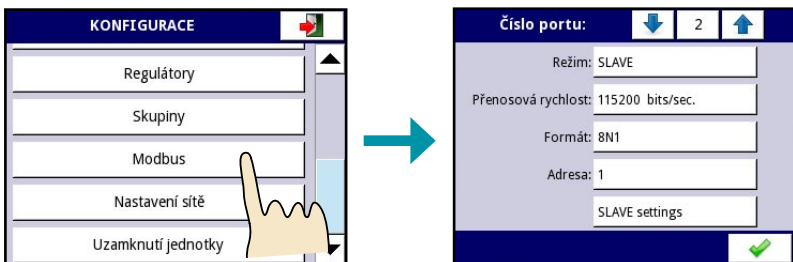 KONFIGURACE
Regulátory
Skupiny
Modbus
Nastavení sítě
Uzamknutí jednotky
Číslo portu: 2
Režim: SLAVE
Přenosová rychlost: 115200 bits/sec.
Formát: 8N1
Adresa: 1
SLAVE settings